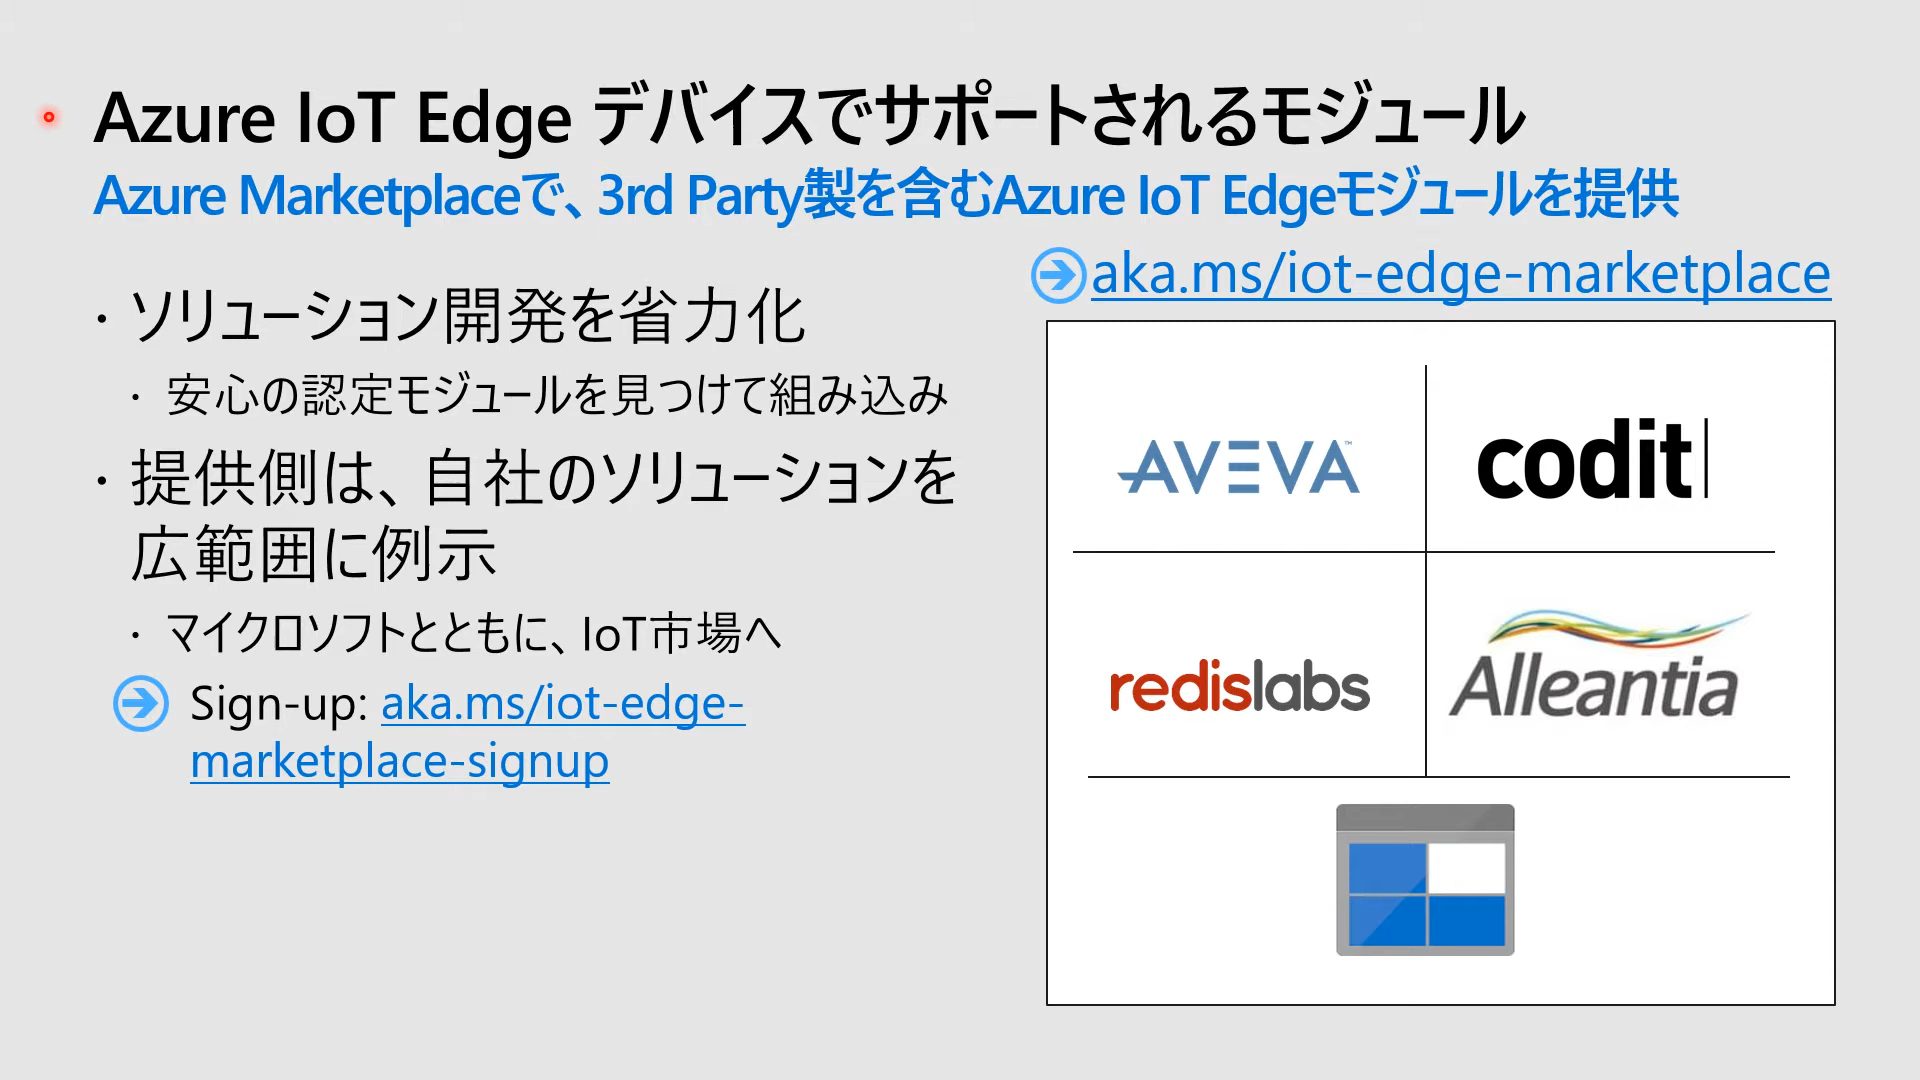 Azure IoT Edge デバイスでサポートされるモジュール
Azure Marketplaceで、3rd Party製を含むAzure IoT Edgeモジュールを提供
・ソリューション開発を省力化
・安心の認定モジュールを見つけて組み込み
・提供側は、自社のソリューションを
広範囲に例示
・マイクロソフトとともに、IoT市場へ
Sign-up: aka.ms/iot-edge-
marketplace-signup
aka.ms/iot-edge-marketplace
AVEVA™
codit
redislabs
Alleantia